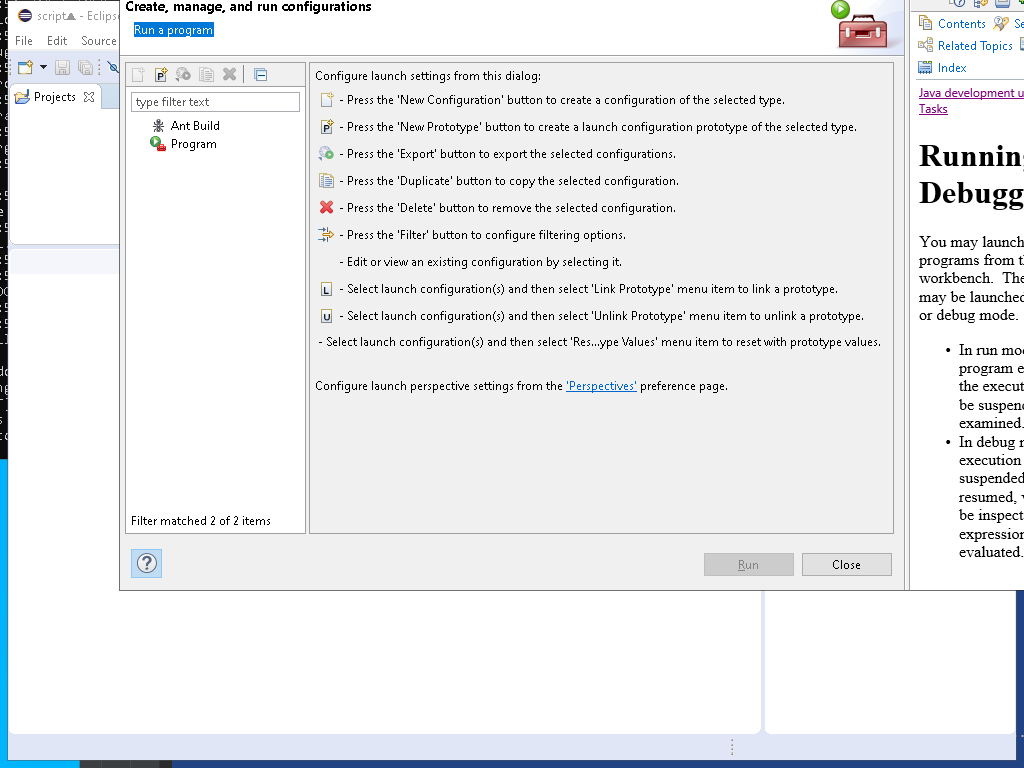 Create, manage, and run configurations
script - Eclips
Run a program
File Edit Source
Contents
Related Topics
Index
Projects
type filter text
Ant Build
Program
Filter matched 2 of 2 items
Configure launch settings from this dialog:
- Press the 'New Configuration' button to create a configuration of the selected type.
- Press the 'New Prototype' button to create a launch configuration prototype of the selected type.
- Press the 'Export' button to export the selected configurations.
- Press the 'Duplicate' button to copy the selected configuration.
- Press the 'Delete' button to remove the selected configuration.
- Press the 'Filter' button to configure filtering options.
- Edit or view an existing configuration by selecting it.
L - Select launch configuration(s) and then select 'Link Prototype' menu item to link a prototype.
U - Select launch configuration(s) and then select 'Unlink Prototype' menu item to unlink a prototype.
- Select launch configuration(s) and then select 'Res...ype Values' menu item to reset with prototype values.
Configure launch perspective settings from the 'Perspectives' preference page.
?
Run
Close
Java development u
Tasks
Running
Debugg
You may launch
programs from th
workbench. The
may be launched
or debug mode.
• In run mod
program e
the execut
be suspend
examined.
• In debug m
execution
suspended
resumed, v
be inspect
expression
evaluated.